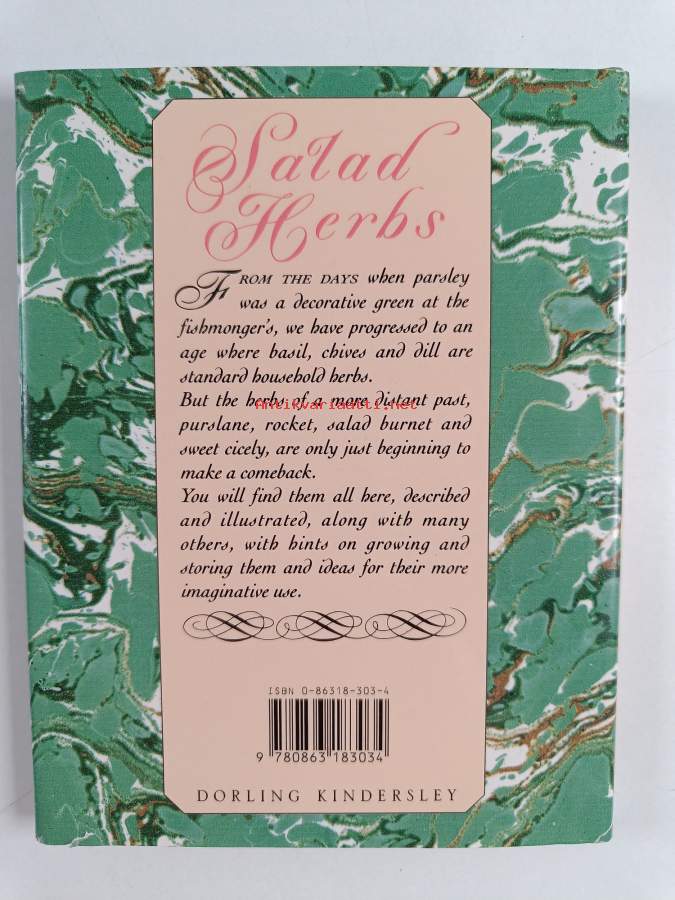 Salad
Herbs
FROM THE DAYS when parsley
was a decorative green at the
fishmonger's, we have progressed to an
age where basil, chives and dill are
standard household herbs.
But the herbs of a more distant past,
Antikvariaatti.net
purslane, rocket, salad burnet and
sweet cicely, are only just beginning to
make a comeback.
You will find them all here, described
and illustrated, along with many
others, with hints on growing and
storing them and ideas for their more
imaginative use.
ISBN 0-86318-303-4
9 780863 183034
DORLING KINDERSLEY